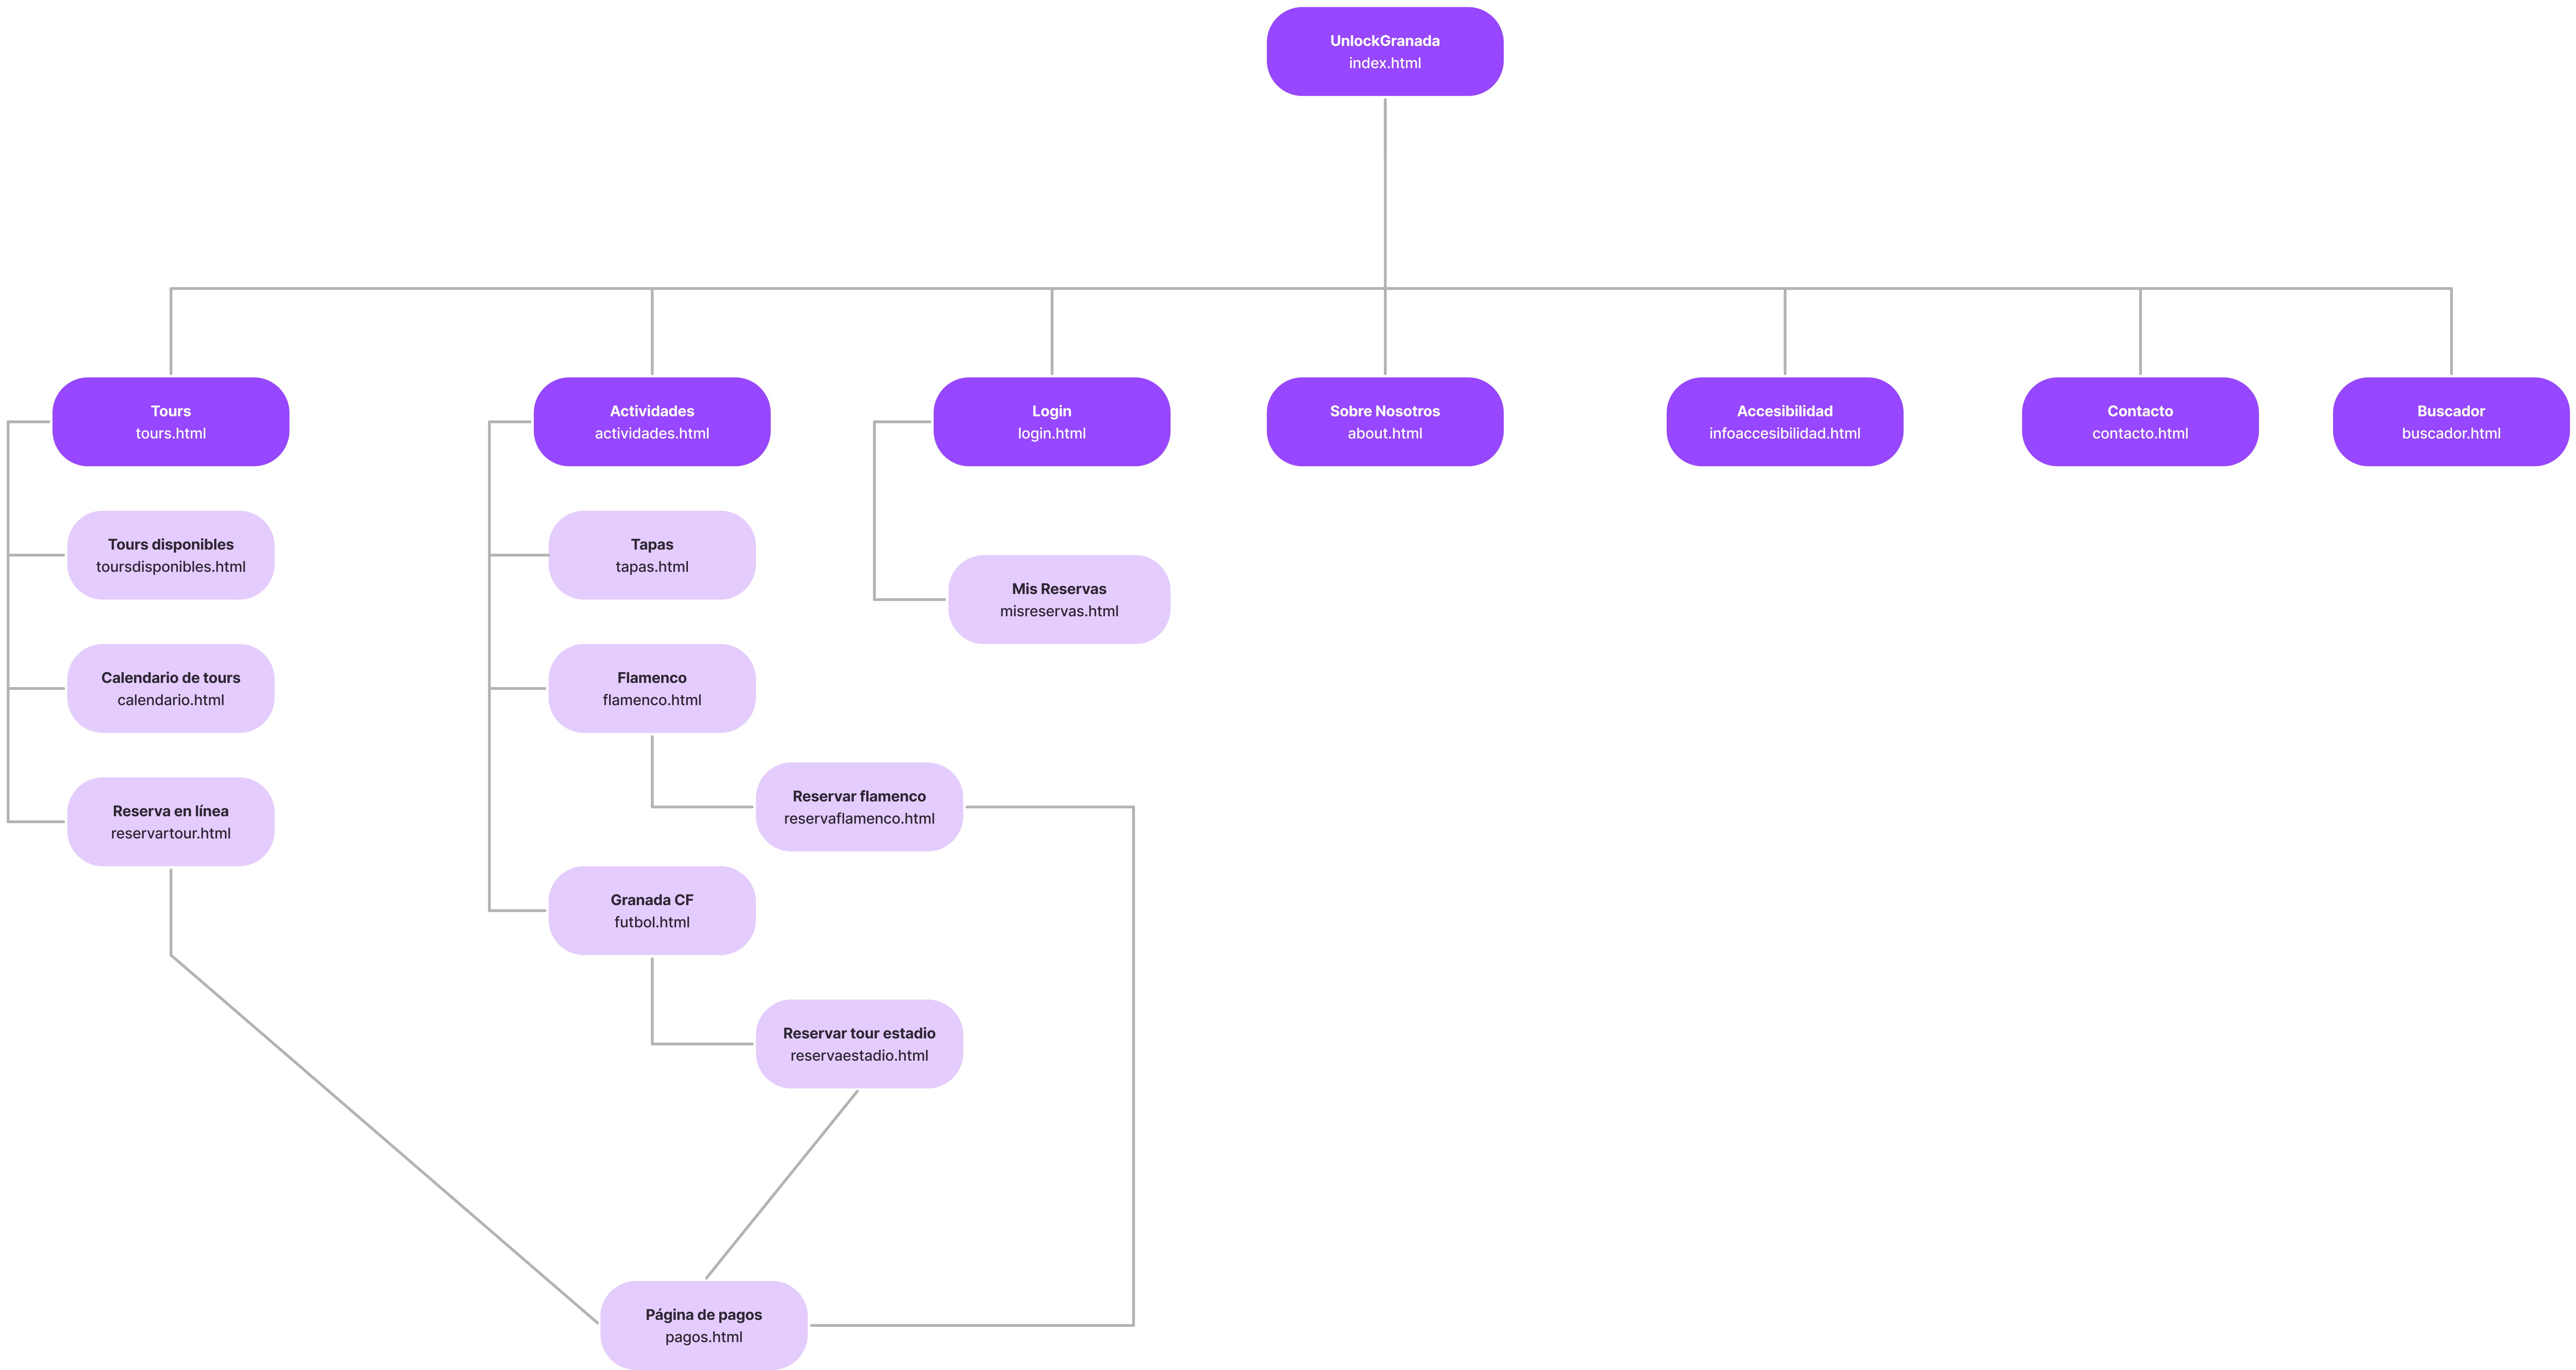 UnlockGranada
index.html
Tours
tours.html
Actividades
actividades.html
Login
login.html
Sobre Nosotros
about.html
Accesibilidad
infoaccesibilidad.html
Contacto
contacto.html
Buscador
buscador.html
Tours disponibles
toursdisponibles.html
Tapas
tapas.html
Mis Reservas
misreservas.html
Calendario de tours
calendario.html
Flamenco
flamenco.html
Reserva en línea
reservartour.html
Reservar flamenco
reservaflamenco.html
Granada CF
futbol.html
Reservar tour estadio
reservaestadio.html
Página de pagos
pagos.html